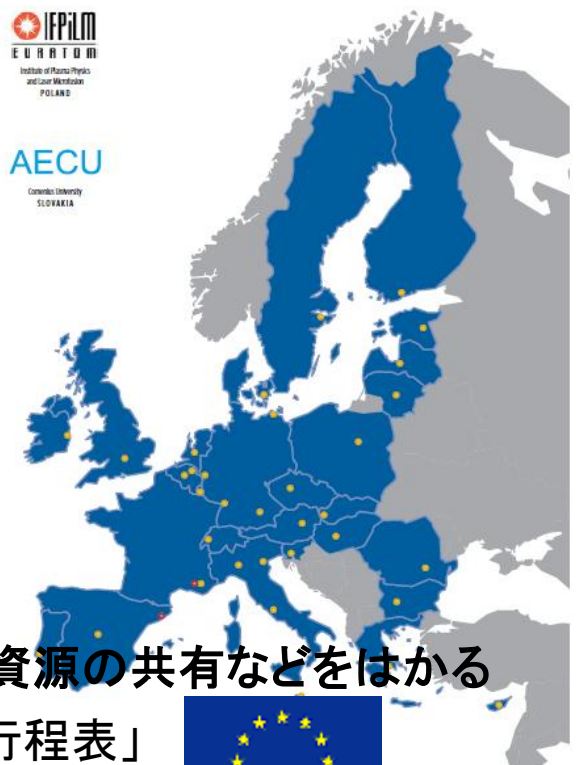 IFPiLM
EURATOM
Institute of Plasma Physics
and Laser Microfusion
POLAND
AECU
Comenius University
SLOVAKIA
資源の共有などをはかる
行程表」